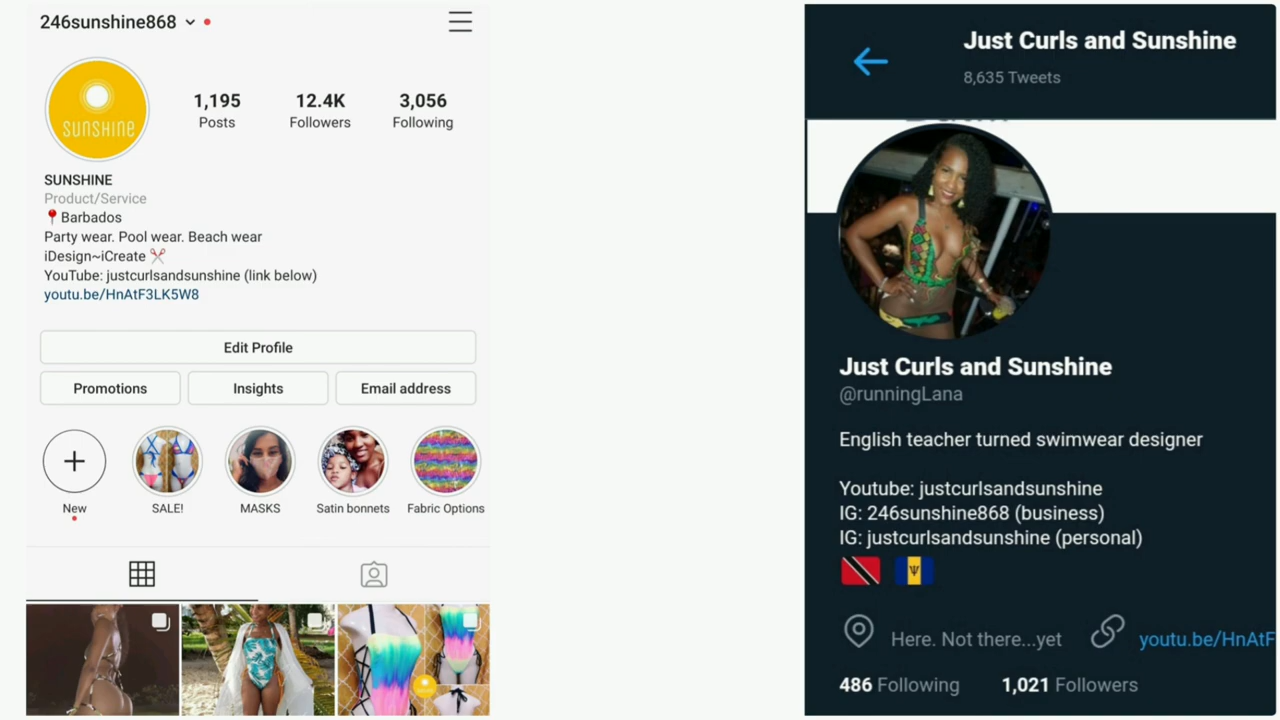 246sunshine868
SUNSHINE
1,195
Posts
12.4K
Followers
3,056
Following
SUNSHINE
Product/Service
📍Barbados
Party wear. Pool wear. Beach wear
iDesign~iCreate ✂️
YouTube: justcurlsandsunshine (link below)
youtu.be/HnAtF3LK5W8
Edit Profile
Promotions
Insights
Email address
New
SALE!
MASKS
Satin bonnets
Fabric Options
Just Curls and Sunshine
8,635 Tweets
Just Curls and Sunshine
@runningLana
English teacher turned swimwear designer
Youtube: justcurlsandsunshine
IG: 246sunshine868 (business)
IG: justcurlsandsunshine (personal)
🇹🇹 🇧🇧
Here. Not there...yet
youtu.be/HnAtF
486 Following
1,021 Followers